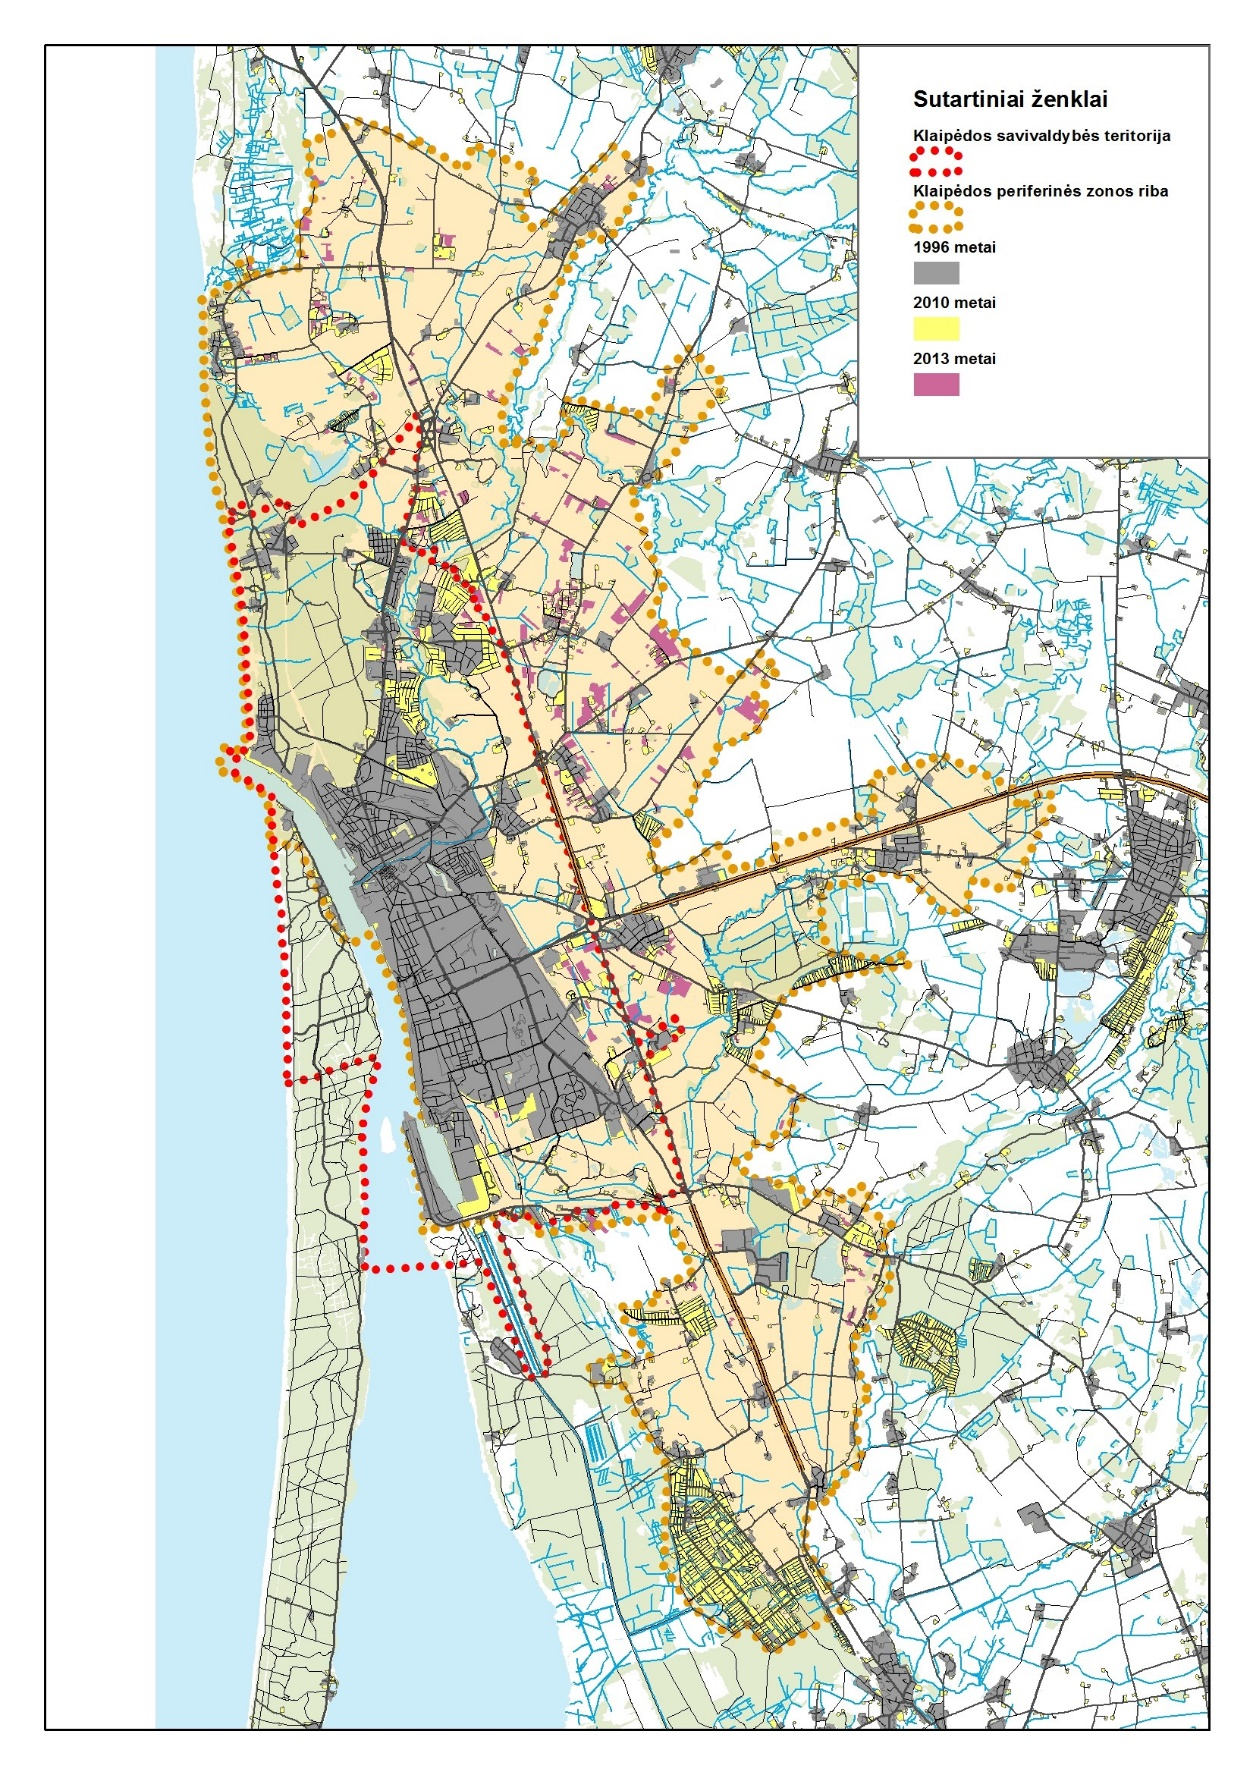 Sutartiniai ženklai
Klaipėdos savivaldybės teritorija
Klaipėdos periferinės zonos riba
1996 metai
2010 metai
2013 metai